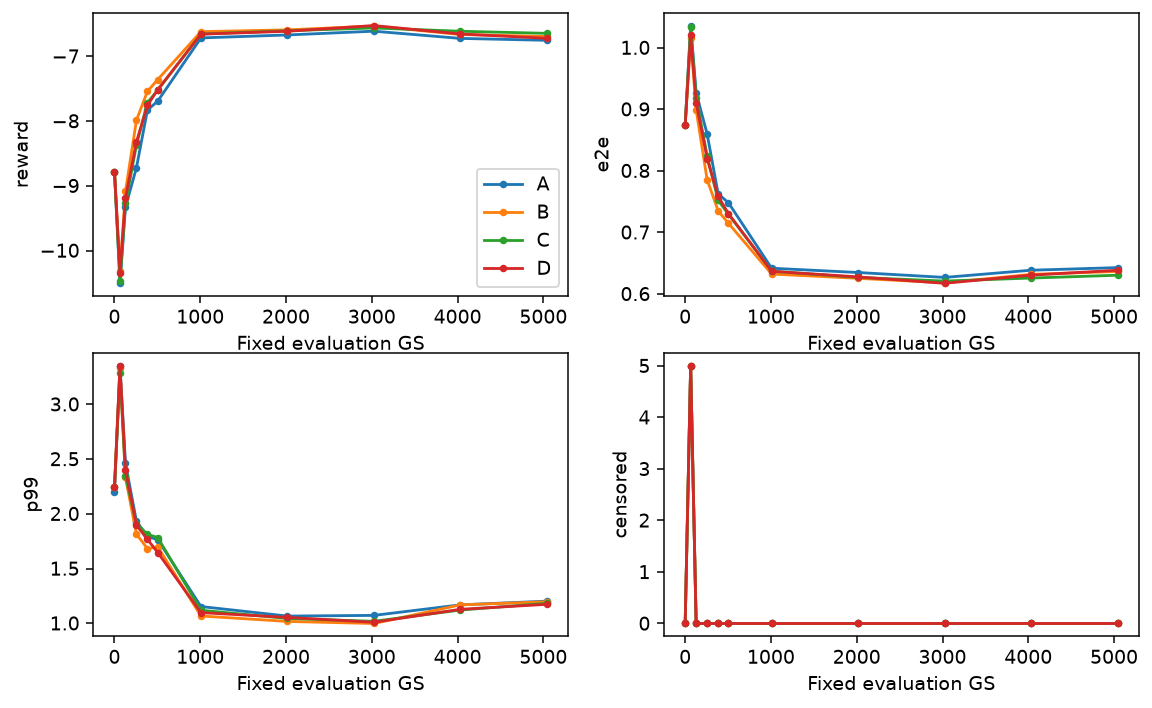 reward
−7
−8
−9
−10
A
B
C
D
0 1000 2000 3000 4000 5000
Fixed evaluation GS
e2e
1.0
0.9
0.8
0.7
0.6
0 1000 2000 3000 4000 5000
Fixed evaluation GS
p99
3.0
2.5
2.0
1.5
1.0
0 1000 2000 3000 4000 5000
Fixed evaluation GS
censored
5
4
3
2
1
0
0 1000 2000 3000 4000 5000
Fixed evaluation GS